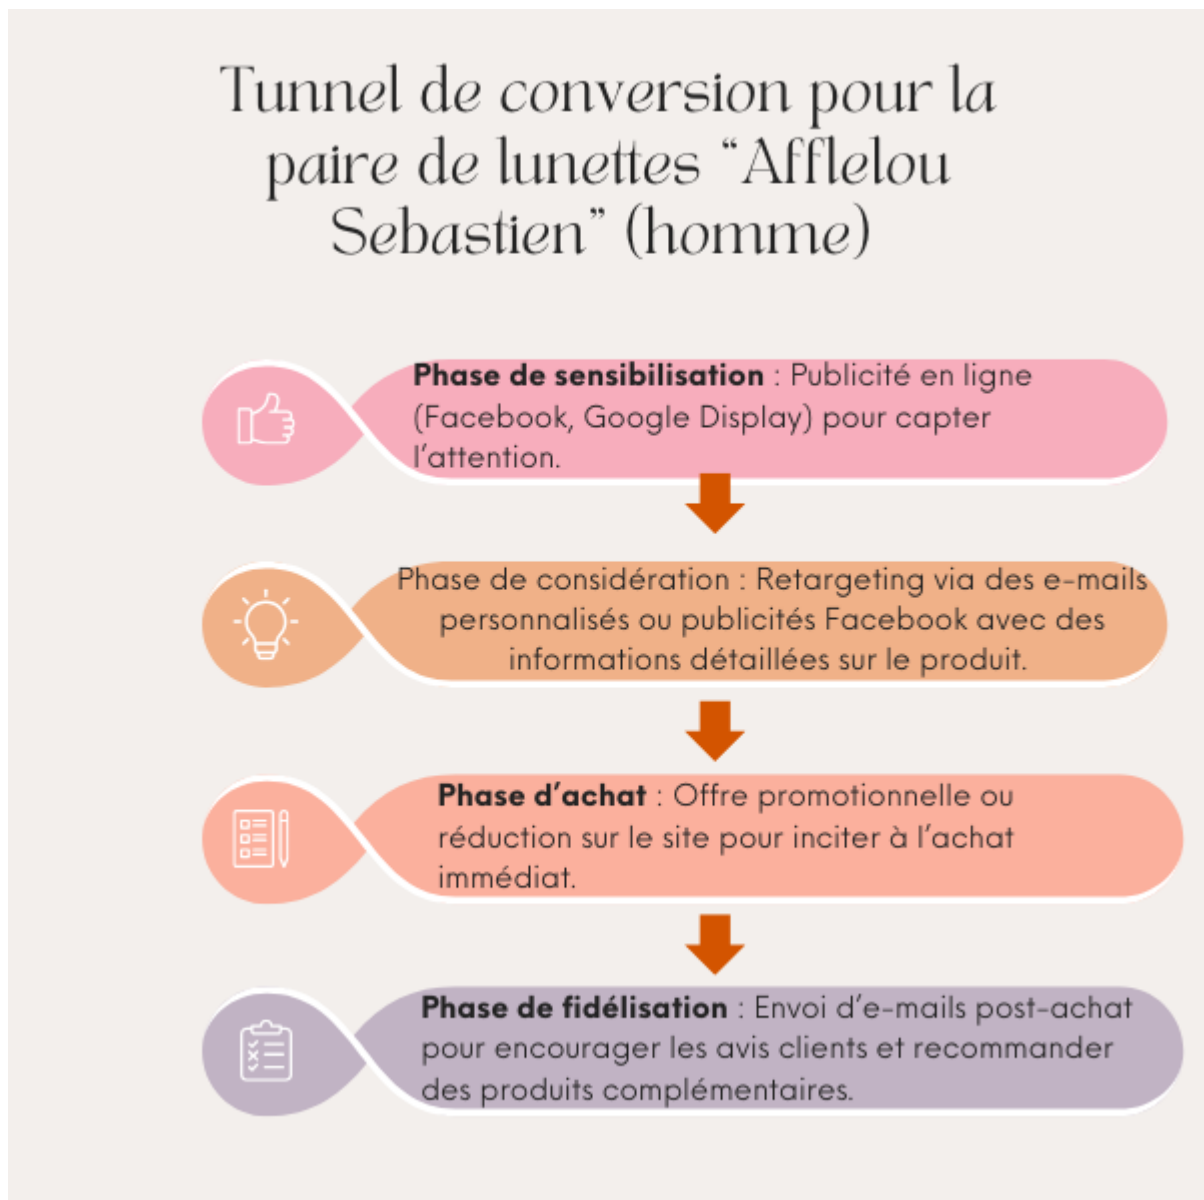 Tunnel de conversion pour la
paire de lunettes “Afflelou
Sebastien” (homme)
Phase de sensibilisation : Publicité en ligne
(Facebook, Google Display) pour capter
l’attention.
Phase de considération : Retargeting via des e-mails
personnalisés ou publicités Facebook avec des
informations détaillées sur le produit.
Phase d’achat : Offre promotionnelle ou
réduction sur le site pour inciter à l’achat
immédiat.
Phase de fidélisation : Envoi d’e-mails post-achat
pour encourager les avis clients et recommander
des produits complémentaires.